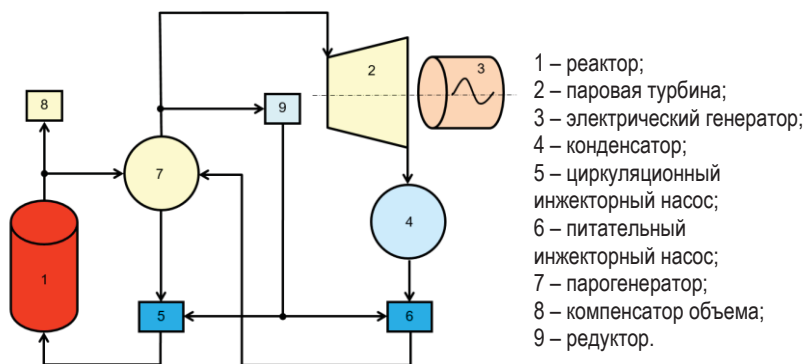 8
7
1
9
2
3
4
5
6
1 – реактор;
2 – паровая турбина;
3 – электрический генератор;
4 – конденсатор;
5 – циркуляционный
инжекторный насос;
6 – питательный
инжекторный насос;
7 – парогенератор;
8 – компенсатор объема;
9 – редуктор.